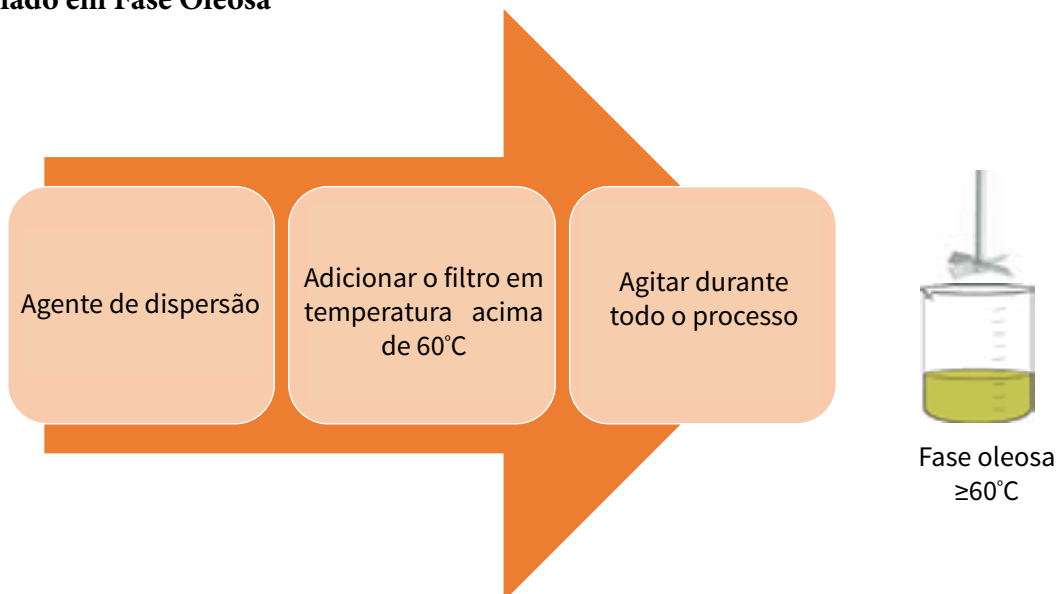 em Fase Oleosa
Agente de dispersão
Adicionar o filtro em
temperatura acima
de 60°C
Agitar durante
todo o processo
Fase oleosa
≥60°C